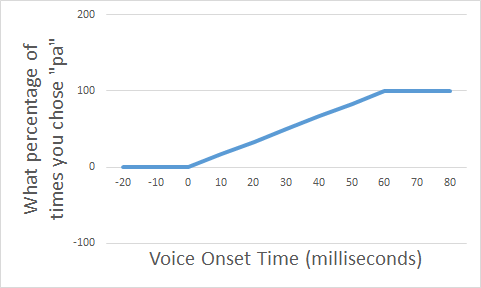 What percentage of
times you chose "pa"
200
100
0
-100
-20 -10 0 10 20 30 40 50 60 70 80
Voice Onset Time (milliseconds)